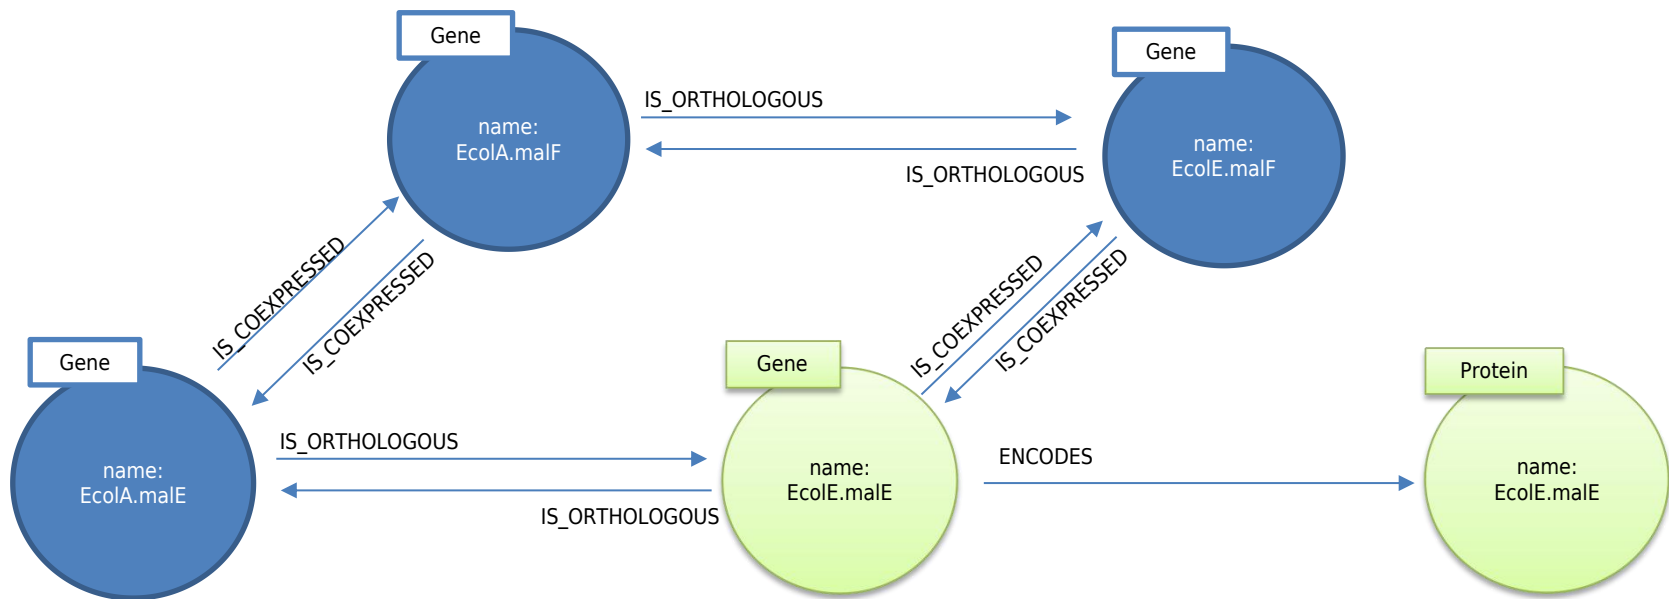 Gene
name:
EcolA.malF
IS_ORTHOLOGOUS
IS_ORTHOLOGOUS
Gene
name:
EcolE.malF
IS_COEXPRESSED
IS_COEXPRESSED
IS_COEXPRESSED
IS_COEXPRESSED
Gene
name:
EcolA.malE
IS_ORTHOLOGOUS
IS_ORTHOLOGOUS
Gene
name:
EcolE.malE
ENCODES
Protein
name:
EcolE.malE